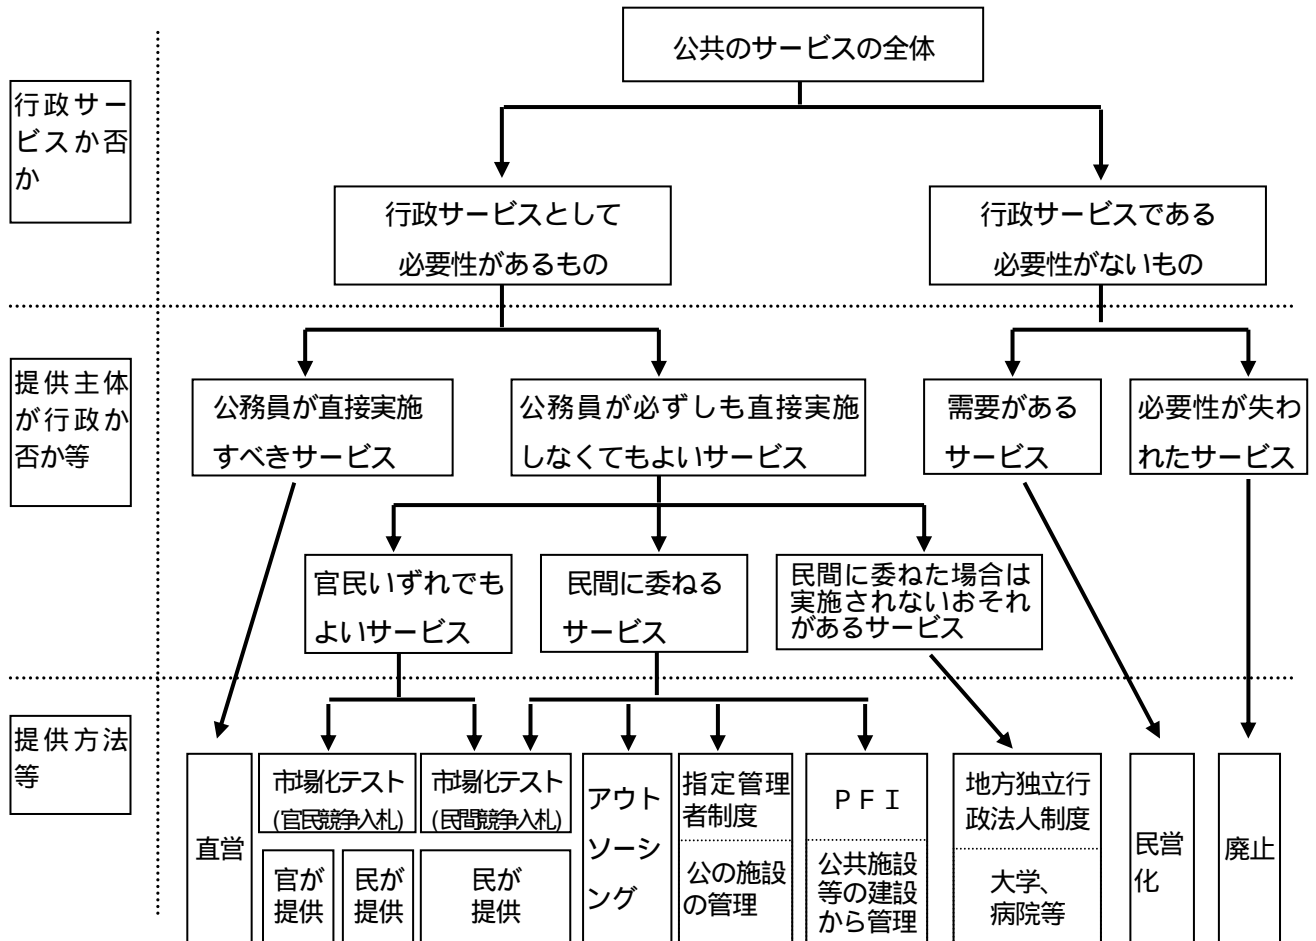 公共のサービスの全体
行政サー
ビスか否
か
行政サービスとして
必要性があるもの
行政サービスである
必要性がないもの
提供主体
が行政か
否か等
公務員が直接実施
すべきサービス
公務員が必ずしも直接実施
しなくてもよいサービス
需要がある
サービス
必要性が失わ
れたサービス
官民いずれでも
よいサービス
民間に委ねる
サービス
民間に委ねた場合は
実施されないおそれ
があるサービス
提供方法
等
直営
市場化テスト
(官民競争入札)
官が
提供
民が
提供
市場化テスト
(民間競争入札)
民が
提供
アウト
ソーシ
ング
指定管理
者制度
公の施設
の管理
ＰＦＩ
公共施設
等の建設
から管理
地方独立行
政法人制度
大学、
病院等
民営
化
廃止